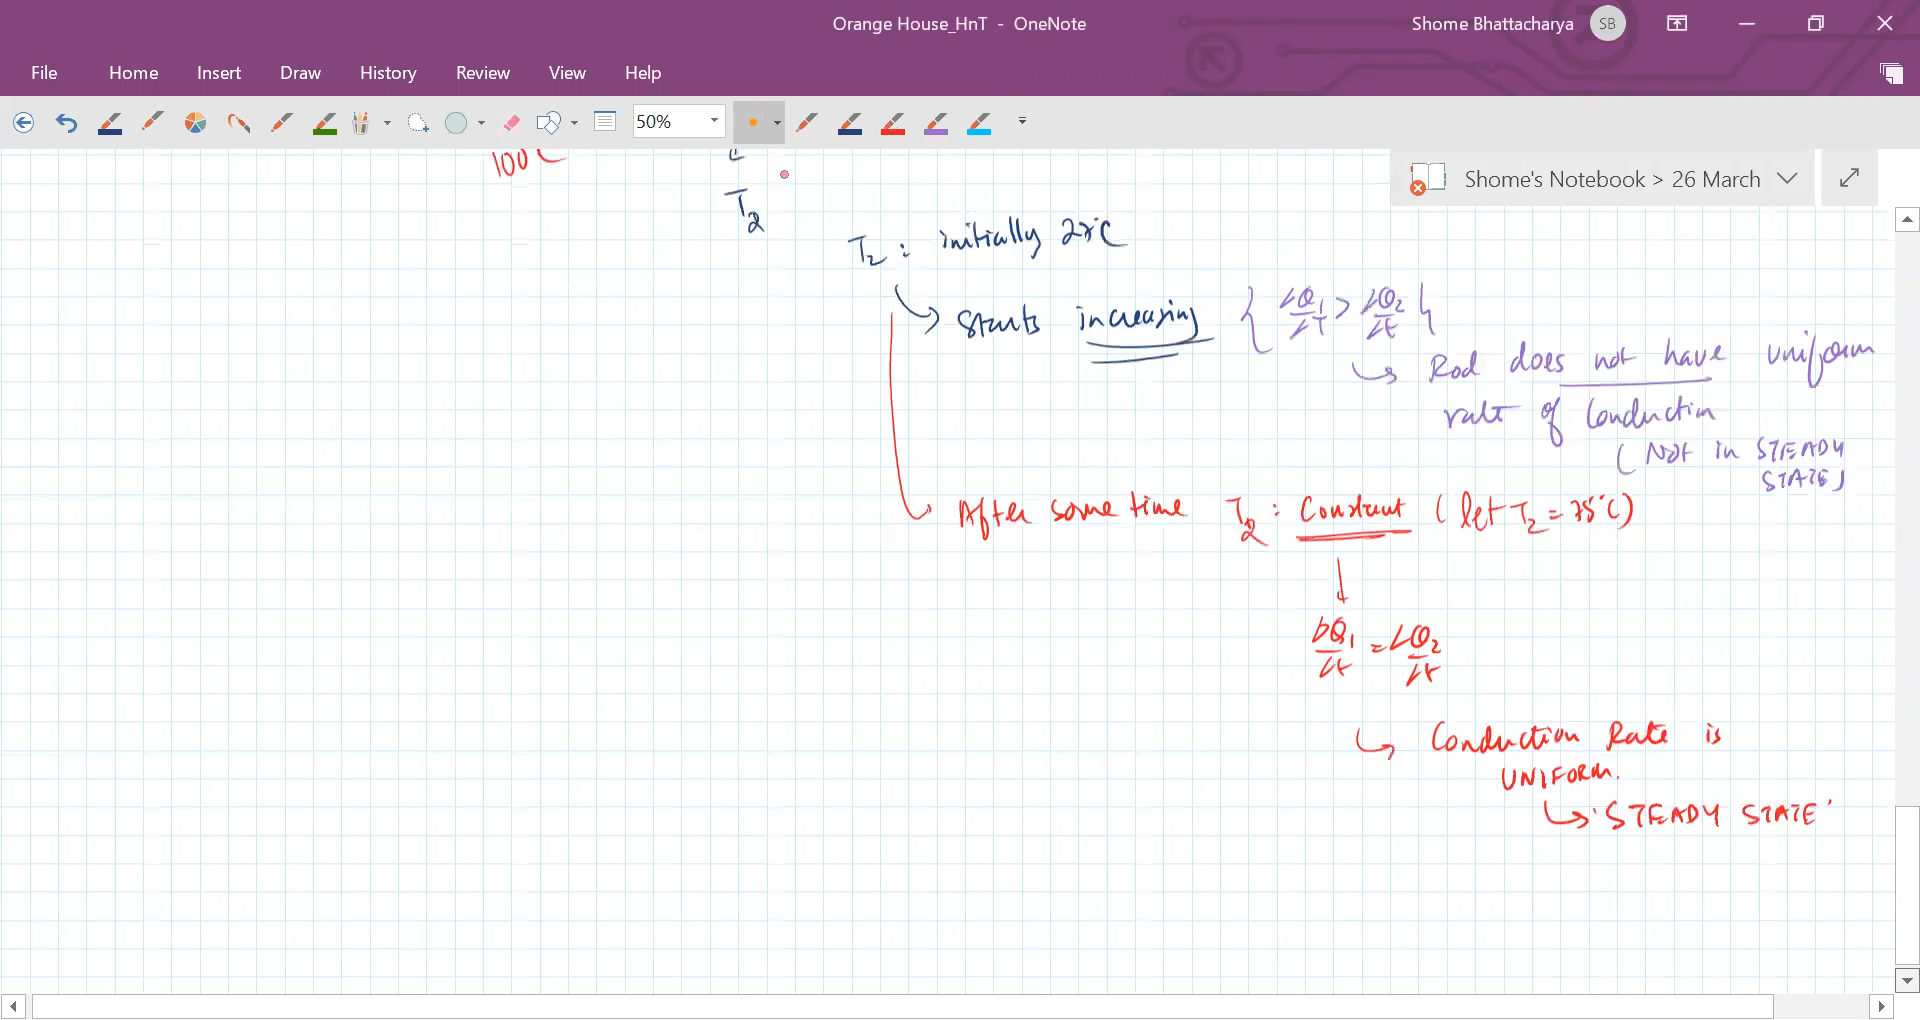 Orange House_HnT - OneNote
Shome Bhattacharya SB
File Home Insert Draw History Review View Help
50%
Shome's Notebook > 26 March
100°C
T₂
T₂ : initially 25°C
Starts increasing { ΔQ₁/ΔT > ΔQ₂/Δt }
Rod does not have uniform
rate of Conduction
(Not in STEADY
STATE)
After some time T₂ : Constant (let T₂ = 75°C)
ΔQ₁/Δt = ΔQ₂/Δt
Conduction Rate is
UNIFORM.
'STEADY STATE'